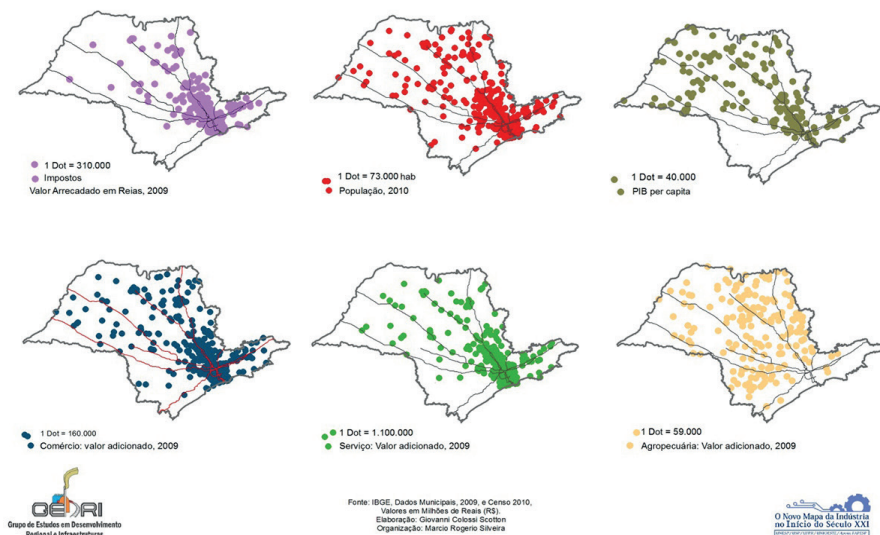 1 Dot = 310.000
Impostos
Valor Arrecadado em Reias, 2009
1 Dot = 73.000 hab
População, 2010
1 Dot = 40.000
PIB per capita
1 Dot = 160.000
Comércio: valor adicionado, 2009
1 Dot = 1.100.000
Serviço: Valor adicionado, 2009
1 Dot = 59.000
Agropecuária: Valor adicionado, 2009
GEDRI
Grupo de Estudos em Desenvolvimento
Regional e Infraestruturas
Fonte: IBGE, Dados Municipais, 2009, e Censo 2010,
Valores em Milhões de Reais (R$).
Elaboração: Giovanni Colossi Scotton
Organização: Marcio Rogerio Silveira
O Novo Mapa da Indústria
no Início do Século XXI